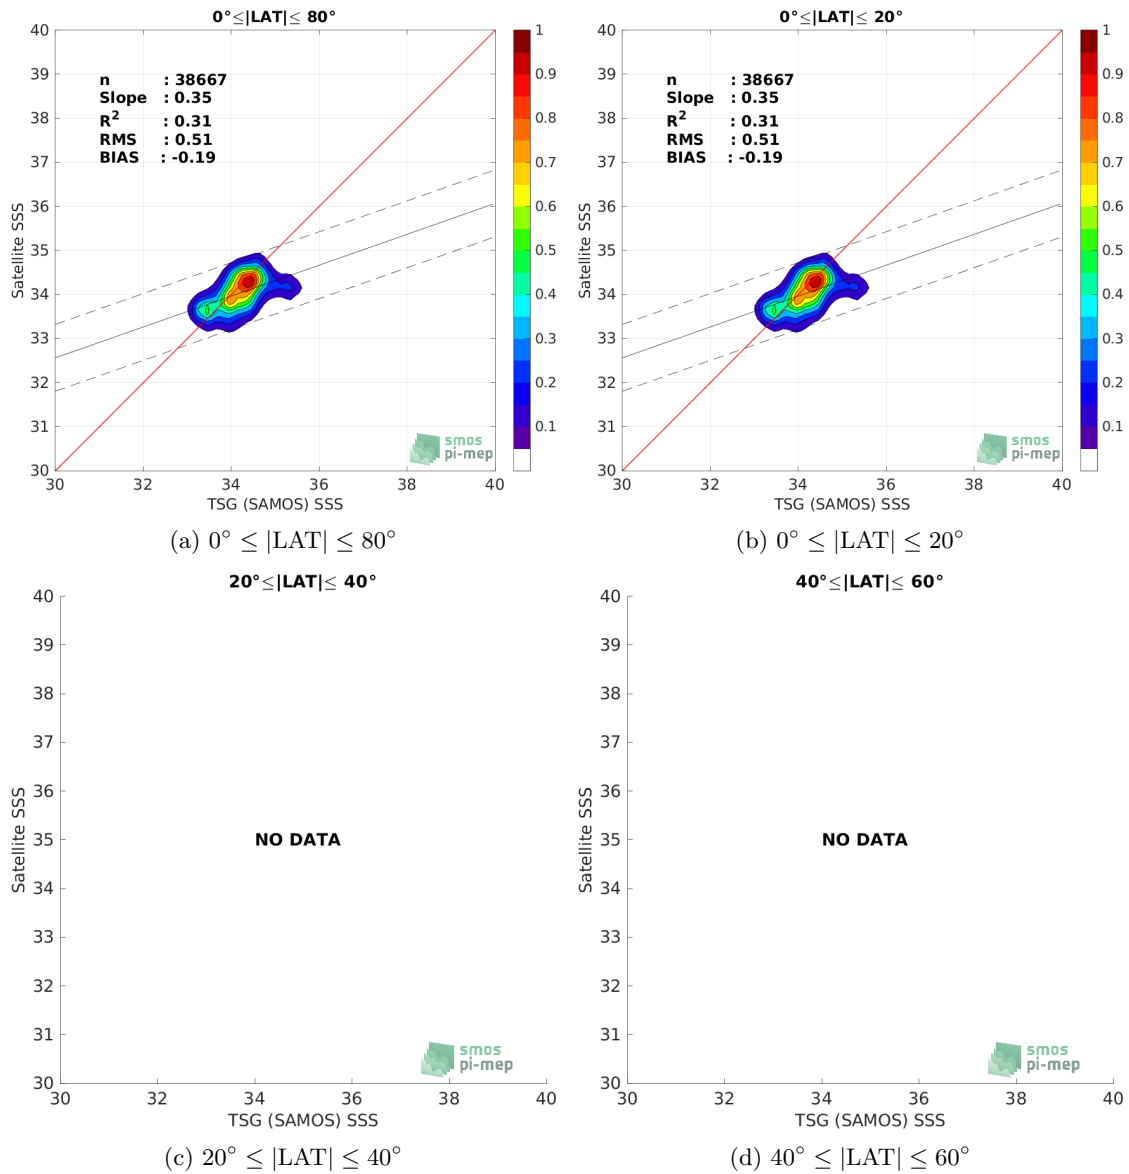 0°≤|LAT|≤ 80°
40
39
38
37
36
35
34
33
32
31
30
30 32 34 36 38 40
Satellite SSS
TSG (SAMOS) SSS
n : 38667
Slope : 0.35
R² : 0.31
RMS : 0.51
BIAS : -0.19
smos
pi-mep
1
0.9
0.8
0.7
0.6
0.5
0.4
0.3
0.2
0.1
(a) 0° ≤ |LAT| ≤ 80°
0°≤|LAT|≤ 20°
40
39
38
37
36
35
34
33
32
31
30
30 32 34 36 38 40
Satellite SSS
TSG (SAMOS) SSS
n : 38667
Slope : 0.35
R² : 0.31
RMS : 0.51
BIAS : -0.19
smos
pi-mep
1
0.9
0.8
0.7
0.6
0.5
0.4
0.3
0.2
0.1
(b) 0° ≤ |LAT| ≤ 20°
20°≤|LAT|≤ 40°
40
39
38
37
36
35
34
33
32
31
30
30 32 34 36 38 40
Satellite SSS
TSG (SAMOS) SSS
NO DATA
smos
pi-mep
(c) 20° ≤ |LAT| ≤ 40°
40°≤|LAT|≤ 60°
40
39
38
37
36
35
34
33
32
31
30
30 32 34 36 38 40
Satellite SSS
TSG (SAMOS) SSS
NO DATA
smos
pi-mep
(d) 40° ≤ |LAT| ≤ 60°